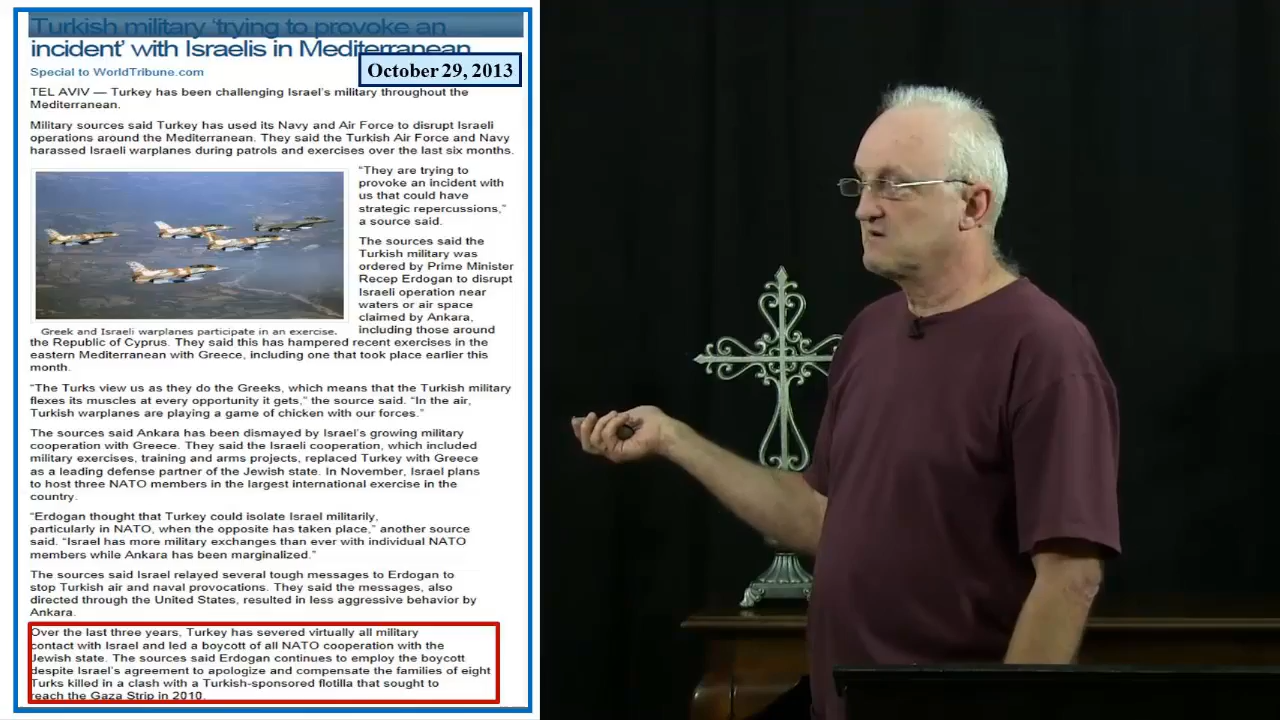 Turkish military ‘trying to provoke an
incident’ with Israelis in Mediterranean
Special to WorldTribune.com
October 29, 2013
TEL AVIV — Turkey has been challenging Israel’s military throughout the
Mediterranean.
Military sources said Turkey has used its Navy and Air Force to disrupt Israeli
operations around the Mediterranean. They said the Turkish Air Force and Navy
harassed Israeli warplanes during patrols and exercises over the last six months.
“They are trying to
provoke an incident with
us that could have
strategic repercussions,”
a source said.
The sources said the
Turkish military was
ordered by Prime Minister
Recep Erdogan to disrupt
Israeli operation near
waters or air space
claimed by Ankara,
including those around
Greek and Israeli warplanes participate in an exercise.
the Republic of Cyprus. They said this has hampered recent exercises in the
eastern Mediterranean with Greece, including one that took place earlier this
month.
“The Turks view us as they do the Greeks, which means that the Turkish military
flexes its muscles at every opportunity it gets,” the source said. “In the air,
Turkish warplanes are playing a game of chicken with our forces.”
The sources said Ankara has been dismayed by Israel’s growing military
cooperation with Greece. They said the Israeli cooperation, which included
military exercises, training and arms projects, replaced Turkey with Greece
as a leading defense partner of the Jewish state. In November, Israel plans
to host three NATO members in the largest international exercise in the
country.
“Erdogan thought that Turkey could isolate Israel militarily,
particularly in NATO, when the opposite has taken place,” another source
said. “Israel has more military exchanges than ever with individual NATO
members while Ankara has been marginalized.”
The sources said Israel relayed several tough messages to Erdogan to
stop Turkish air and naval provocations. They said the messages, also
directed through the United States, resulted in less aggressive behavior by
Ankara.
Over the last three years, Turkey has severed virtually all military
contact with Israel and led a boycott of all NATO cooperation with the
Jewish state. The sources said Erdogan continues to employ the boycott
despite Israel’s agreement to apologize and compensate the families of eight
Turks killed in a clash with a Turkish-sponsored flotilla that sought to
reach the Gaza Strip in 2010.